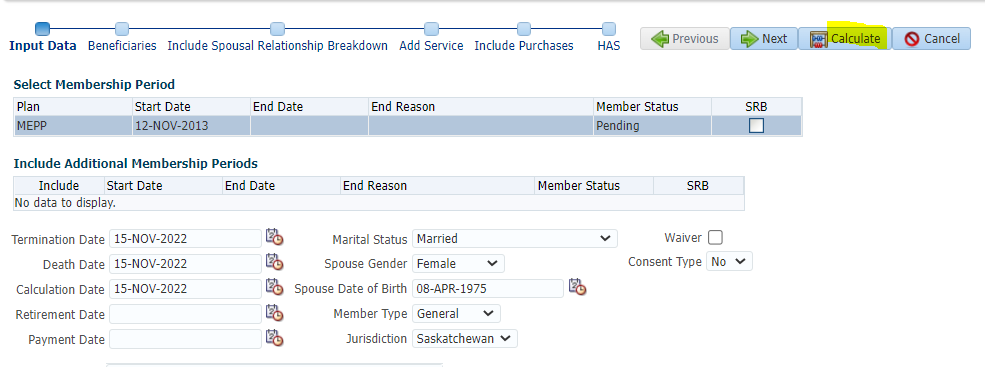 Input Data Beneficiaries Include Spousal Relationship Breakdown Add Service Include Purchases HAS Previous Next Calculate Cancel
Select Membership Period
Plan Start Date End Date End Reason Member Status SRB
MEPP 12-NOV-2013 Pending
Include Additional Membership Periods
Include Start Date End Date End Reason Member Status SRB
No data to display.
Termination Date 15-NOV-2022 Marital Status Married Waiver
Death Date 15-NOV-2022 Spouse Gender Female Consent Type No
Calculation Date 15-NOV-2022 Spouse Date of Birth 08-APR-1975
Retirement Date Member Type General
Payment Date Jurisdiction Saskatchewan